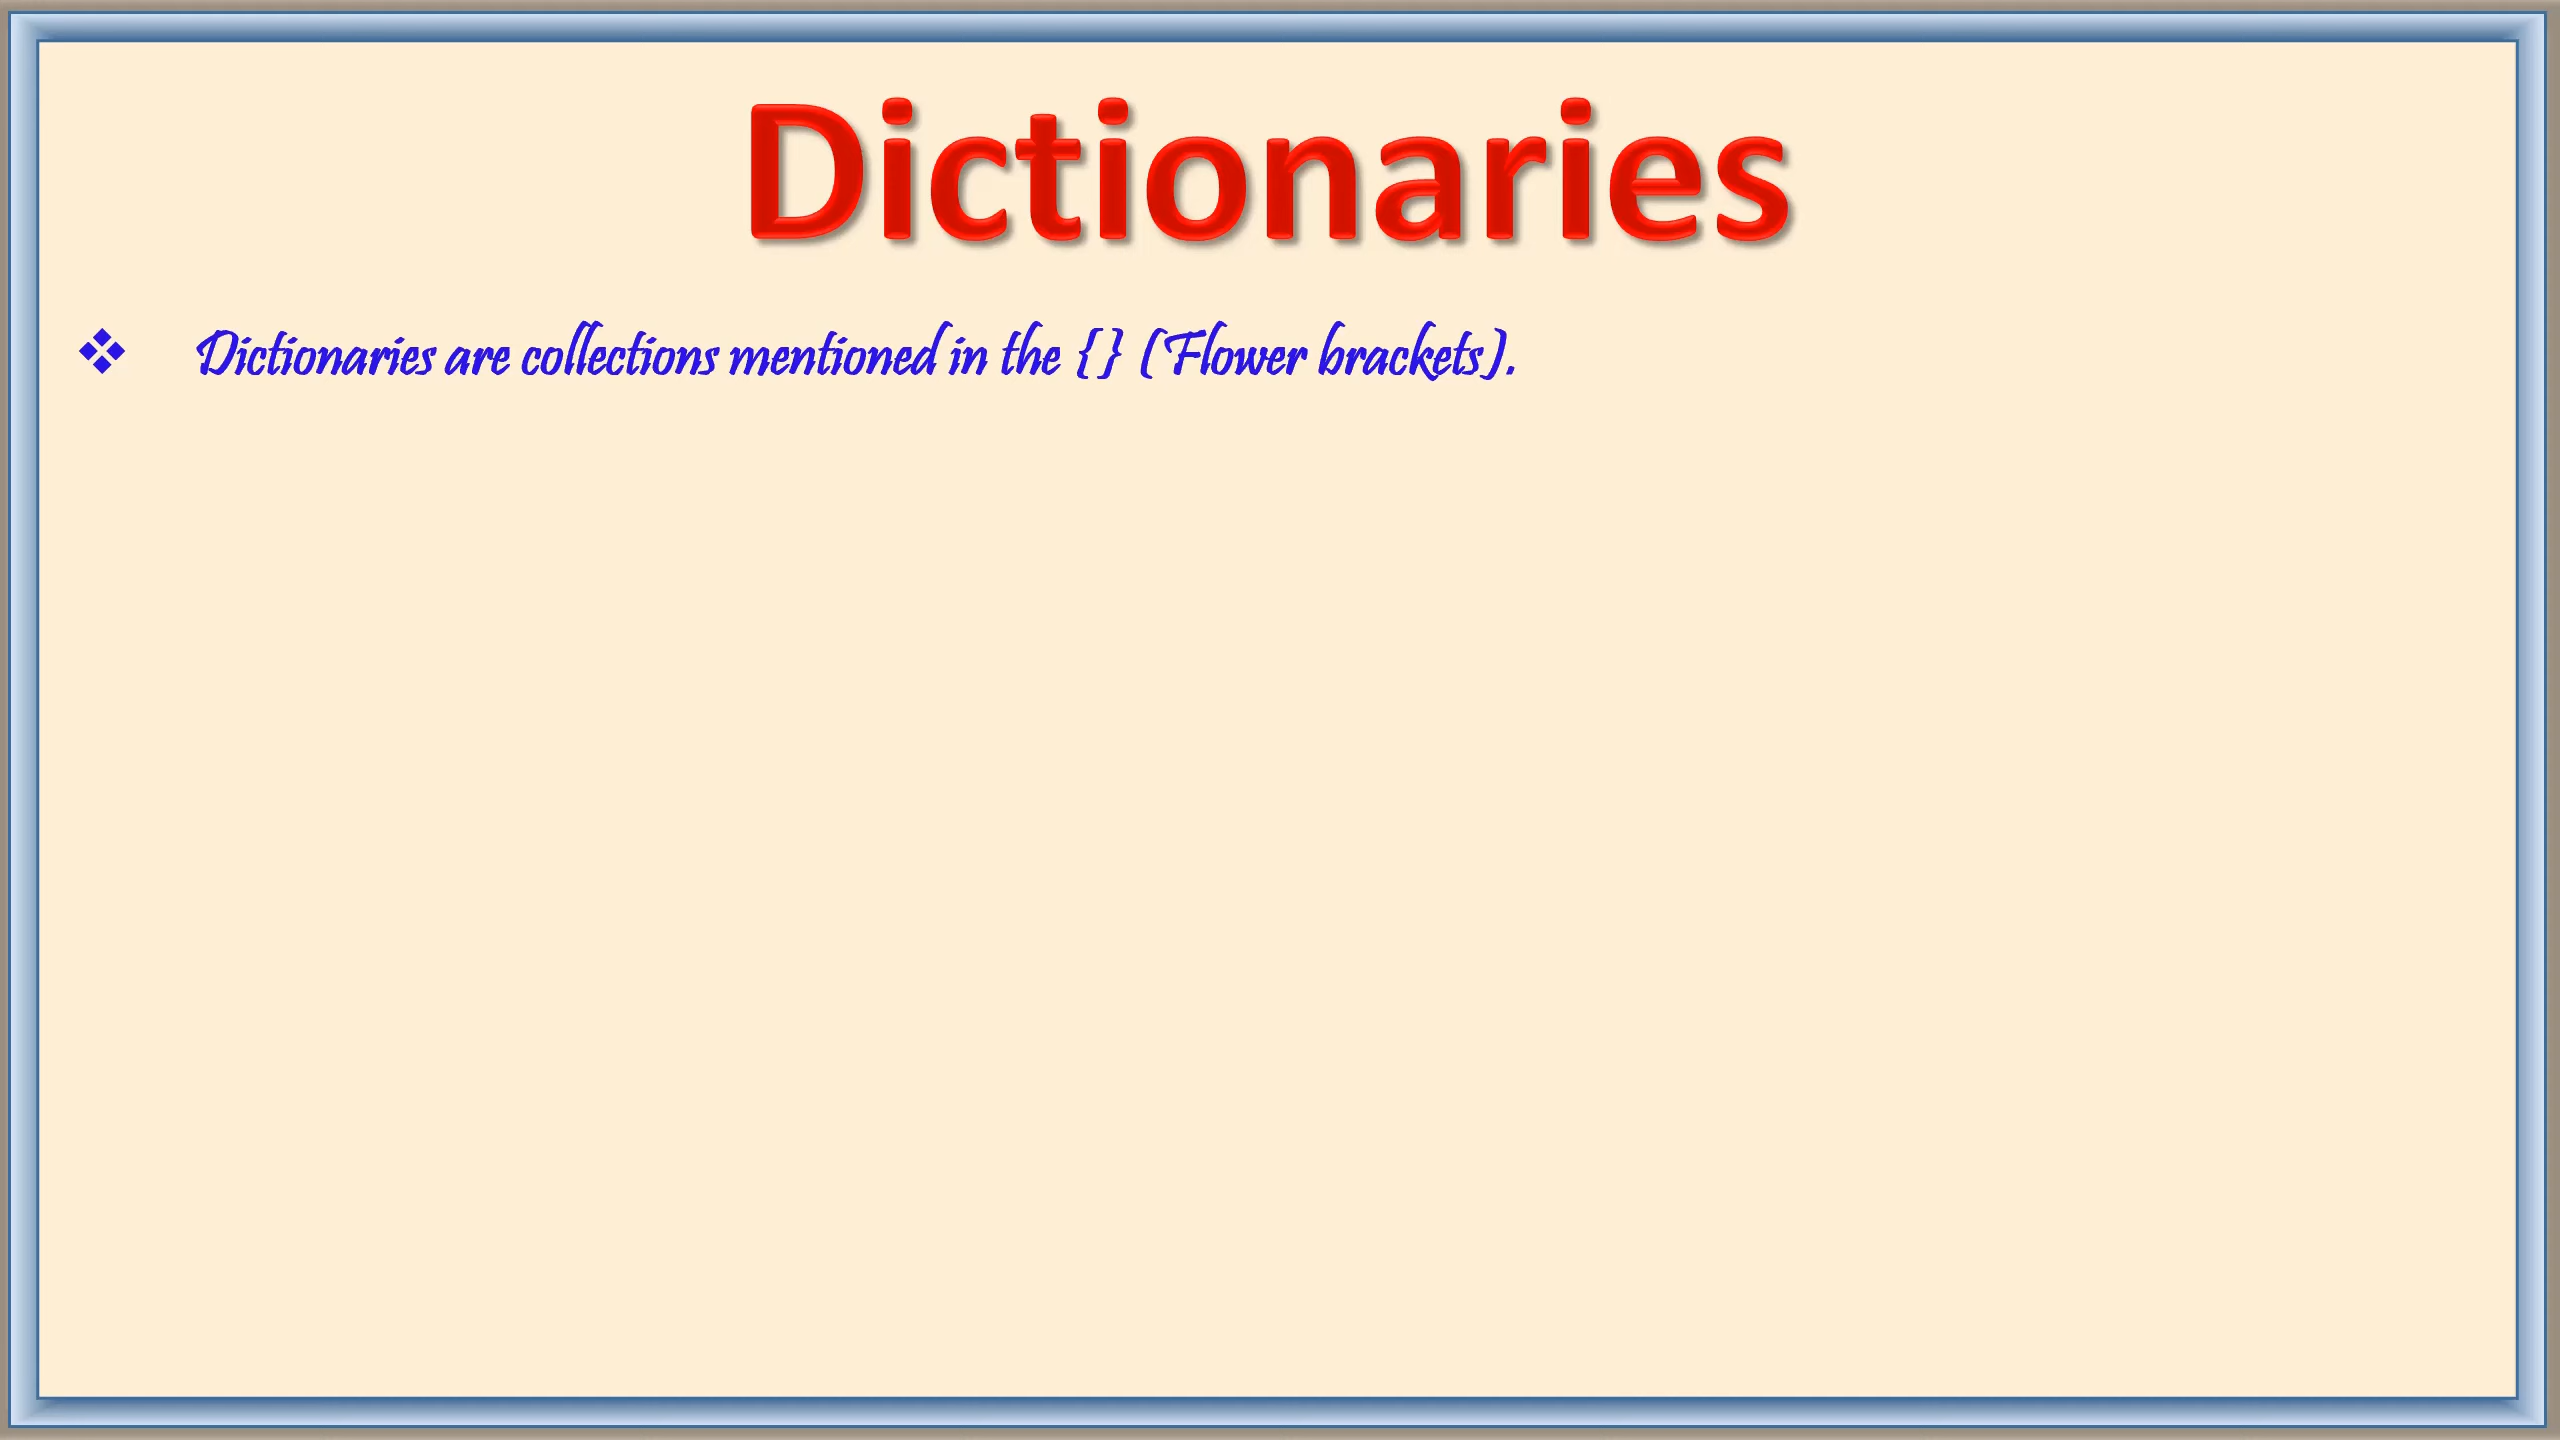 Dictionaries
❖ Dictionaries are collections mentioned in the {} (Flower brackets).